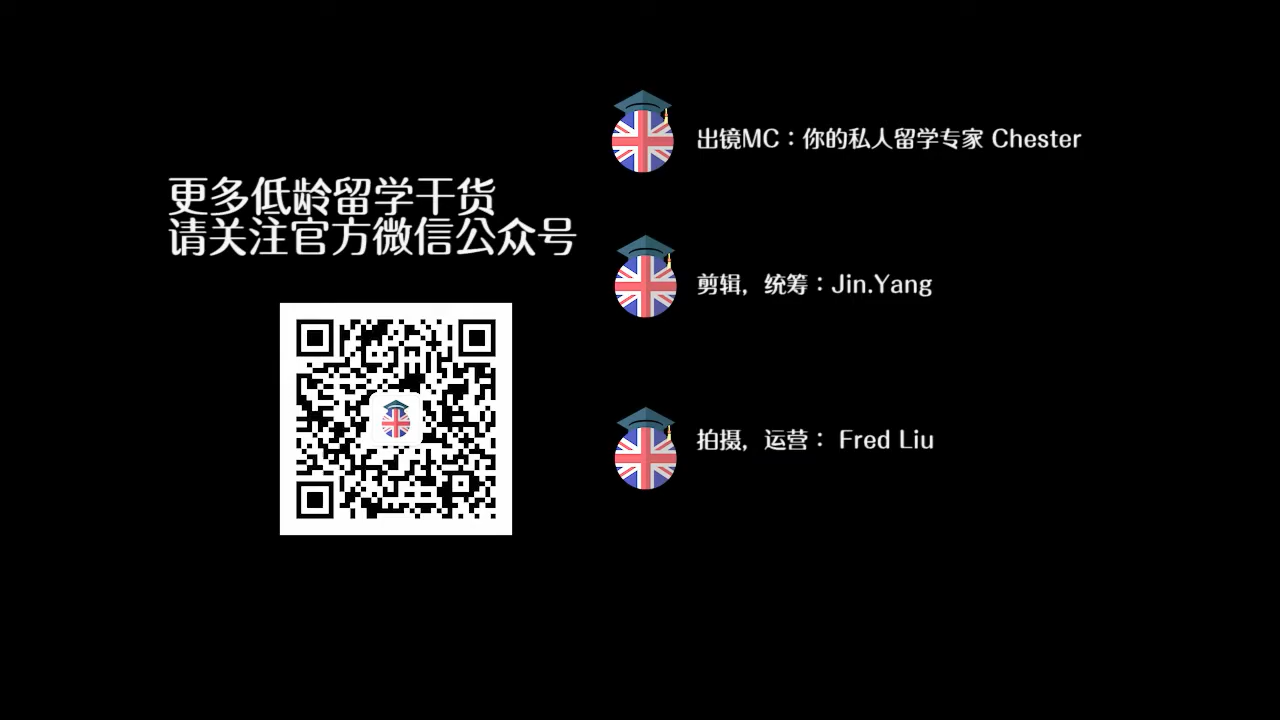 更多低龄留学干货
请关注官方微信公众号
出镜MC：你的私人留学专家 Chester
剪辑，统筹：Jin.Yang
拍摄，运营： Fred Liu